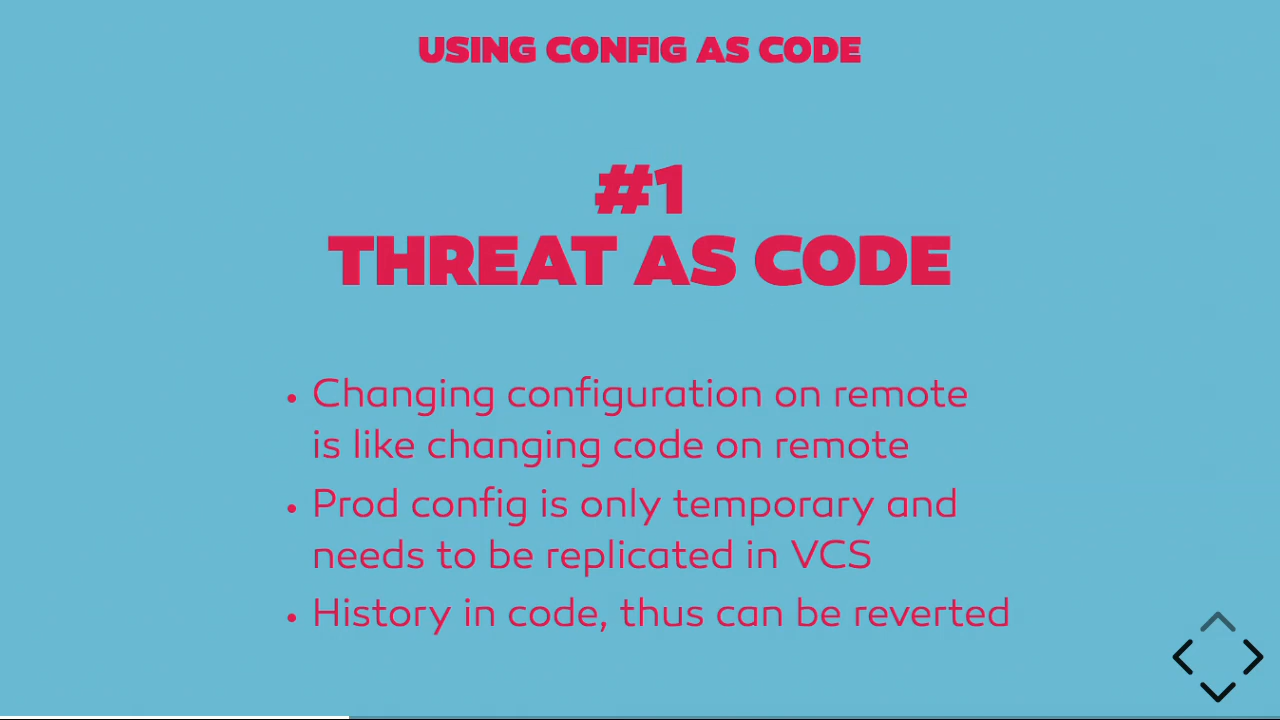 USING CONFIG AS CODE
#1
THREAT AS CODE
• Changing configuration on remote
is like changing code on remote
• Prod config is only temporary and
needs to be replicated in VCS
• History in code, thus can be reverted